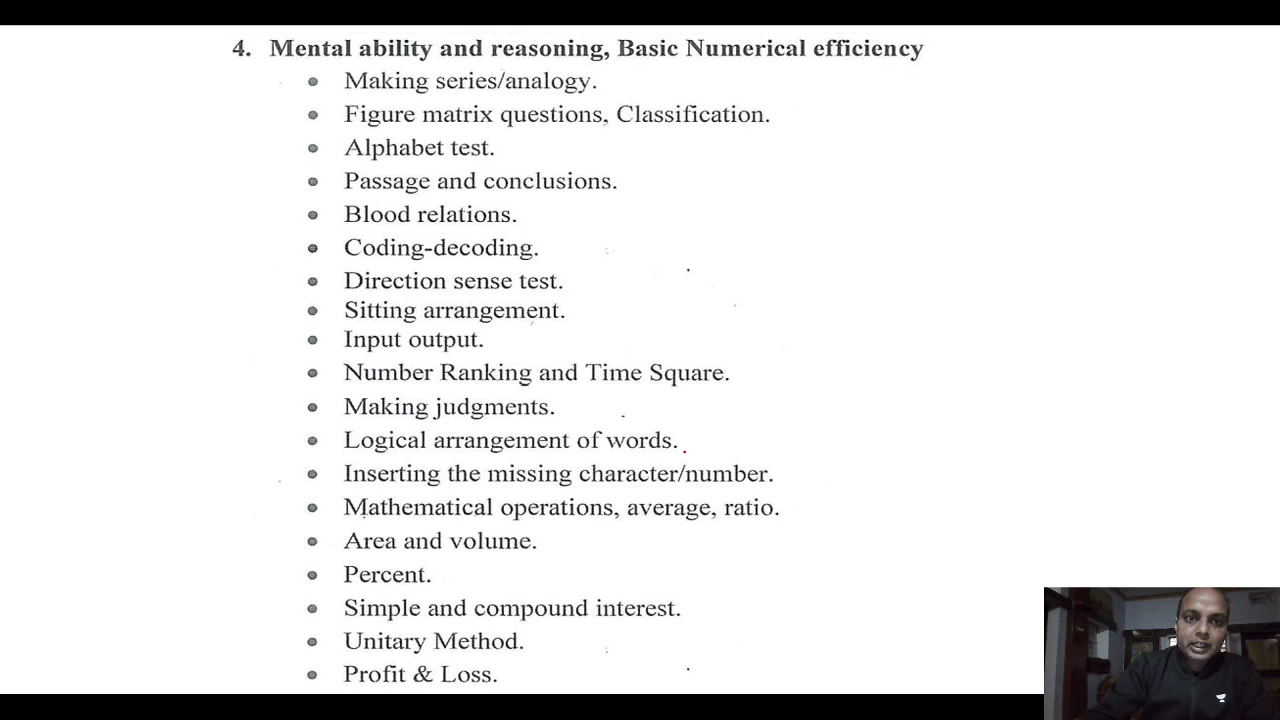 4. Mental ability and reasoning, Basic Numerical efficiency
• Making series/analogy.
• Figure matrix questions, Classification.
• Alphabet test.
• Passage and conclusions.
• Blood relations.
• Coding-decoding.
• Direction sense test.
• Sitting arrangement.
• Input output.
• Number Ranking and Time Square.
• Making judgments.
• Logical arrangement of words.
• Inserting the missing character/number.
• Mathematical operations, average, ratio.
• Area and volume.
• Percent.
• Simple and compound interest.
• Unitary Method.
• Profit & Loss.